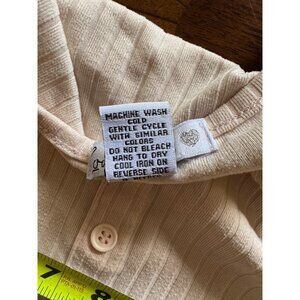 MACHINE WASH
COLD
GENTLE CYCLE
WITH SIMILAR
COLORS
DO NOT BLEACH
HANG TO DRY
COOL IRON ON
REVERSE SIDE
7
8